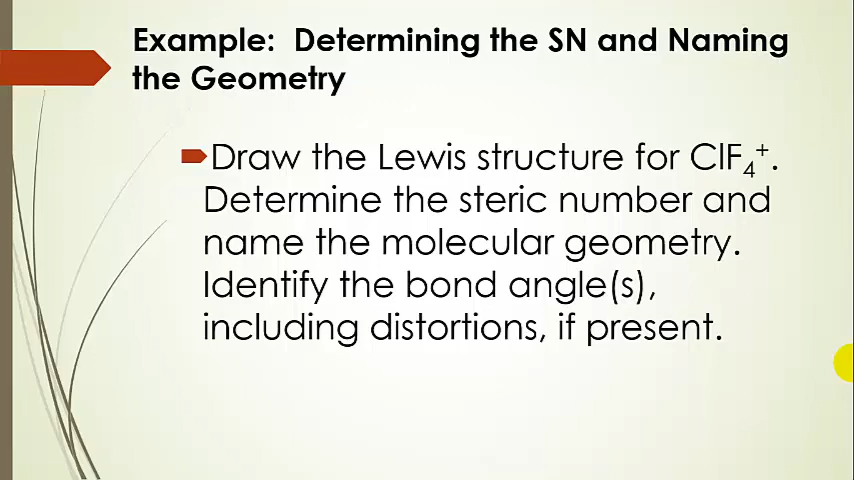 Example:  Determining the SN and Naming
the Geometry
Draw the Lewis structure for ClF₄⁺.
Determine the steric number and
name the molecular geometry.
Identify the bond angle(s),
including distortions, if present.